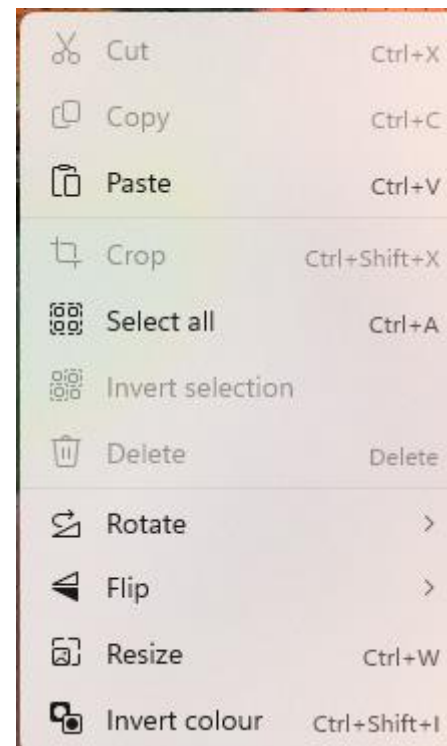 Cut Ctrl+X
Copy Ctrl+C
Paste Ctrl+V
Crop Ctrl+Shift+X
Select all Ctrl+A
Invert selection
Delete Delete
Rotate
Flip
Resize Ctrl+W
Invert colour Ctrl+Shift+I